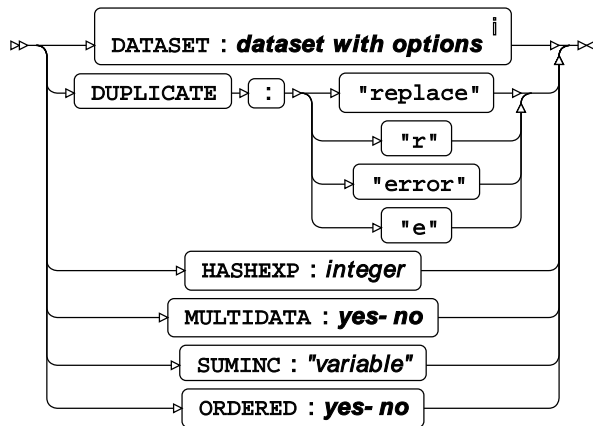 DATASET : dataset with options i
DUPLICATE : "replace"
"r"
"error"
"e"
HASHEXP : integer
MULTIDATA : yes- no
SUMINC : "variable"
ORDERED : yes- no